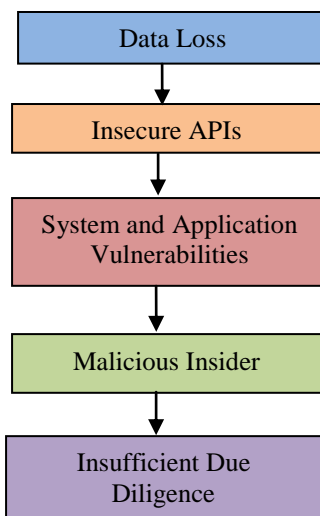 Data Loss
Insecure APIs
System and Application
Vulnerabilities
Malicious Insider
Insufficient Due
Diligence